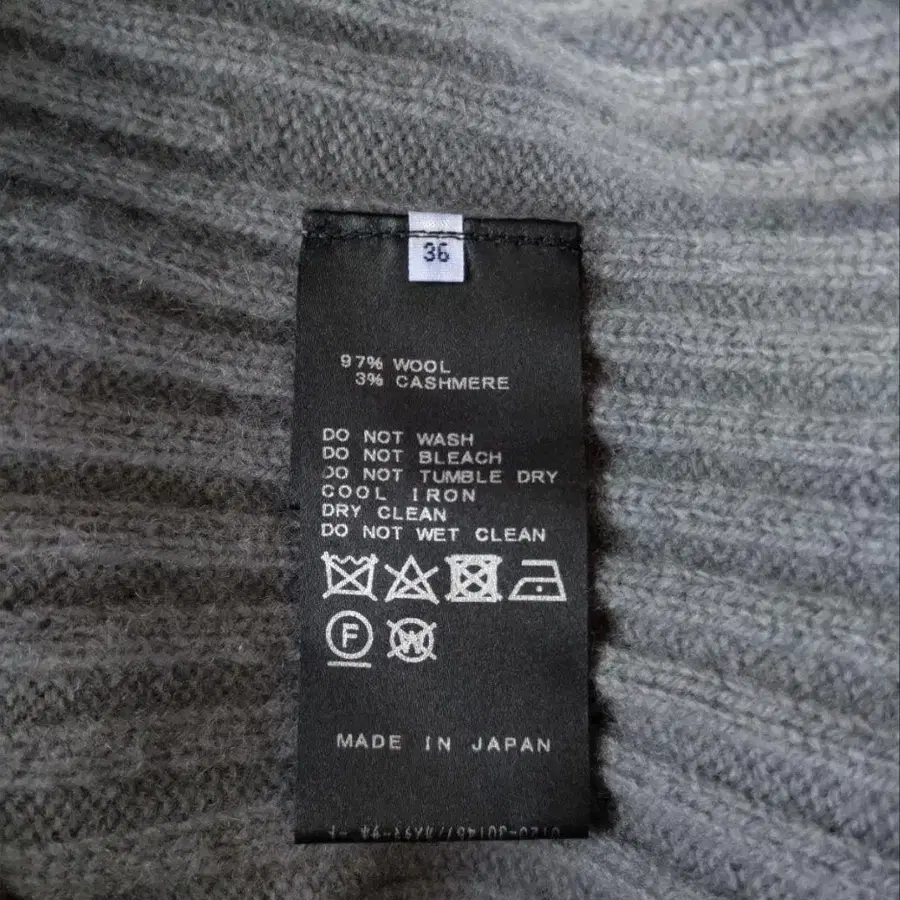 36
97% WOOL
3% CASHMERE
DO NOT WASH
DO NOT BLEACH
DO NOT TUMBLE DRY
COOL IRON
DRY CLEAN
DO NOT WET CLEAN
F W
MADE IN JAPAN